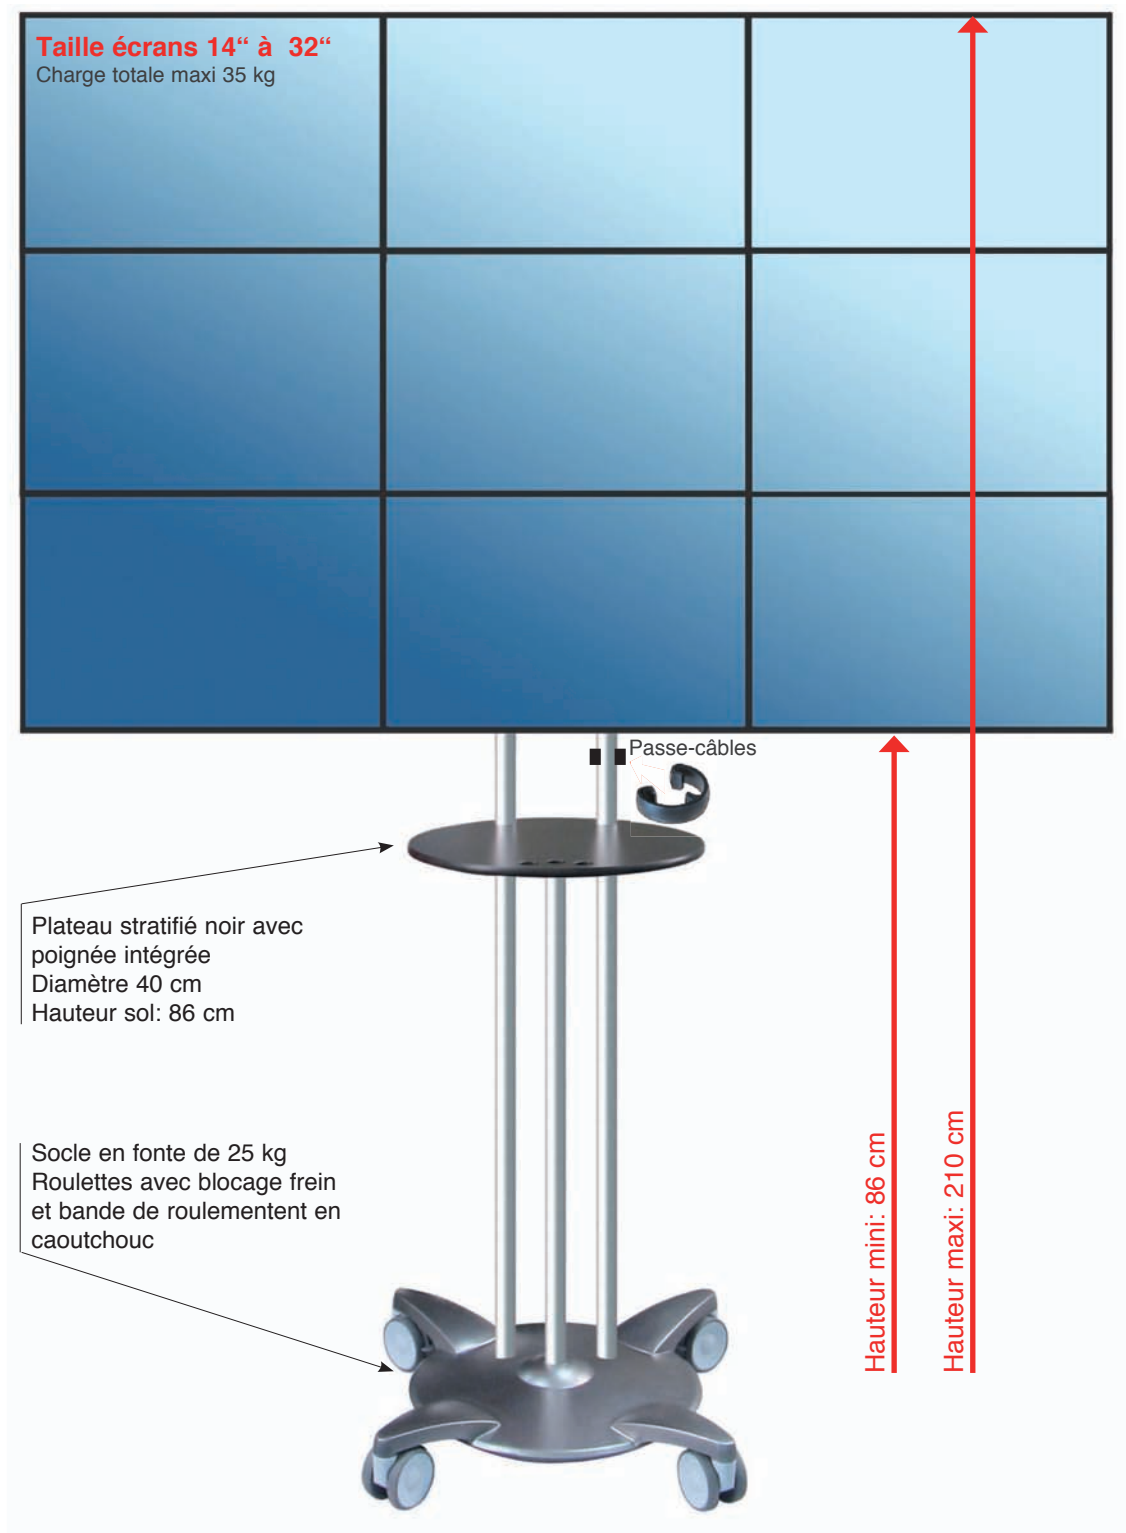 Taille écrans 14“ à  32“
Charge totale maxi 35 kg
Passe-câbles
Plateau stratifié noir avec
poignée intégrée
Diamètre 40 cm
Hauteur sol: 86 cm
Socle en fonte de 25 kg
Roulettes avec blocage frein
et bande de roulementent en
caoutchouc
Hauteur mini: 86 cm
Hauteur maxi: 210 cm